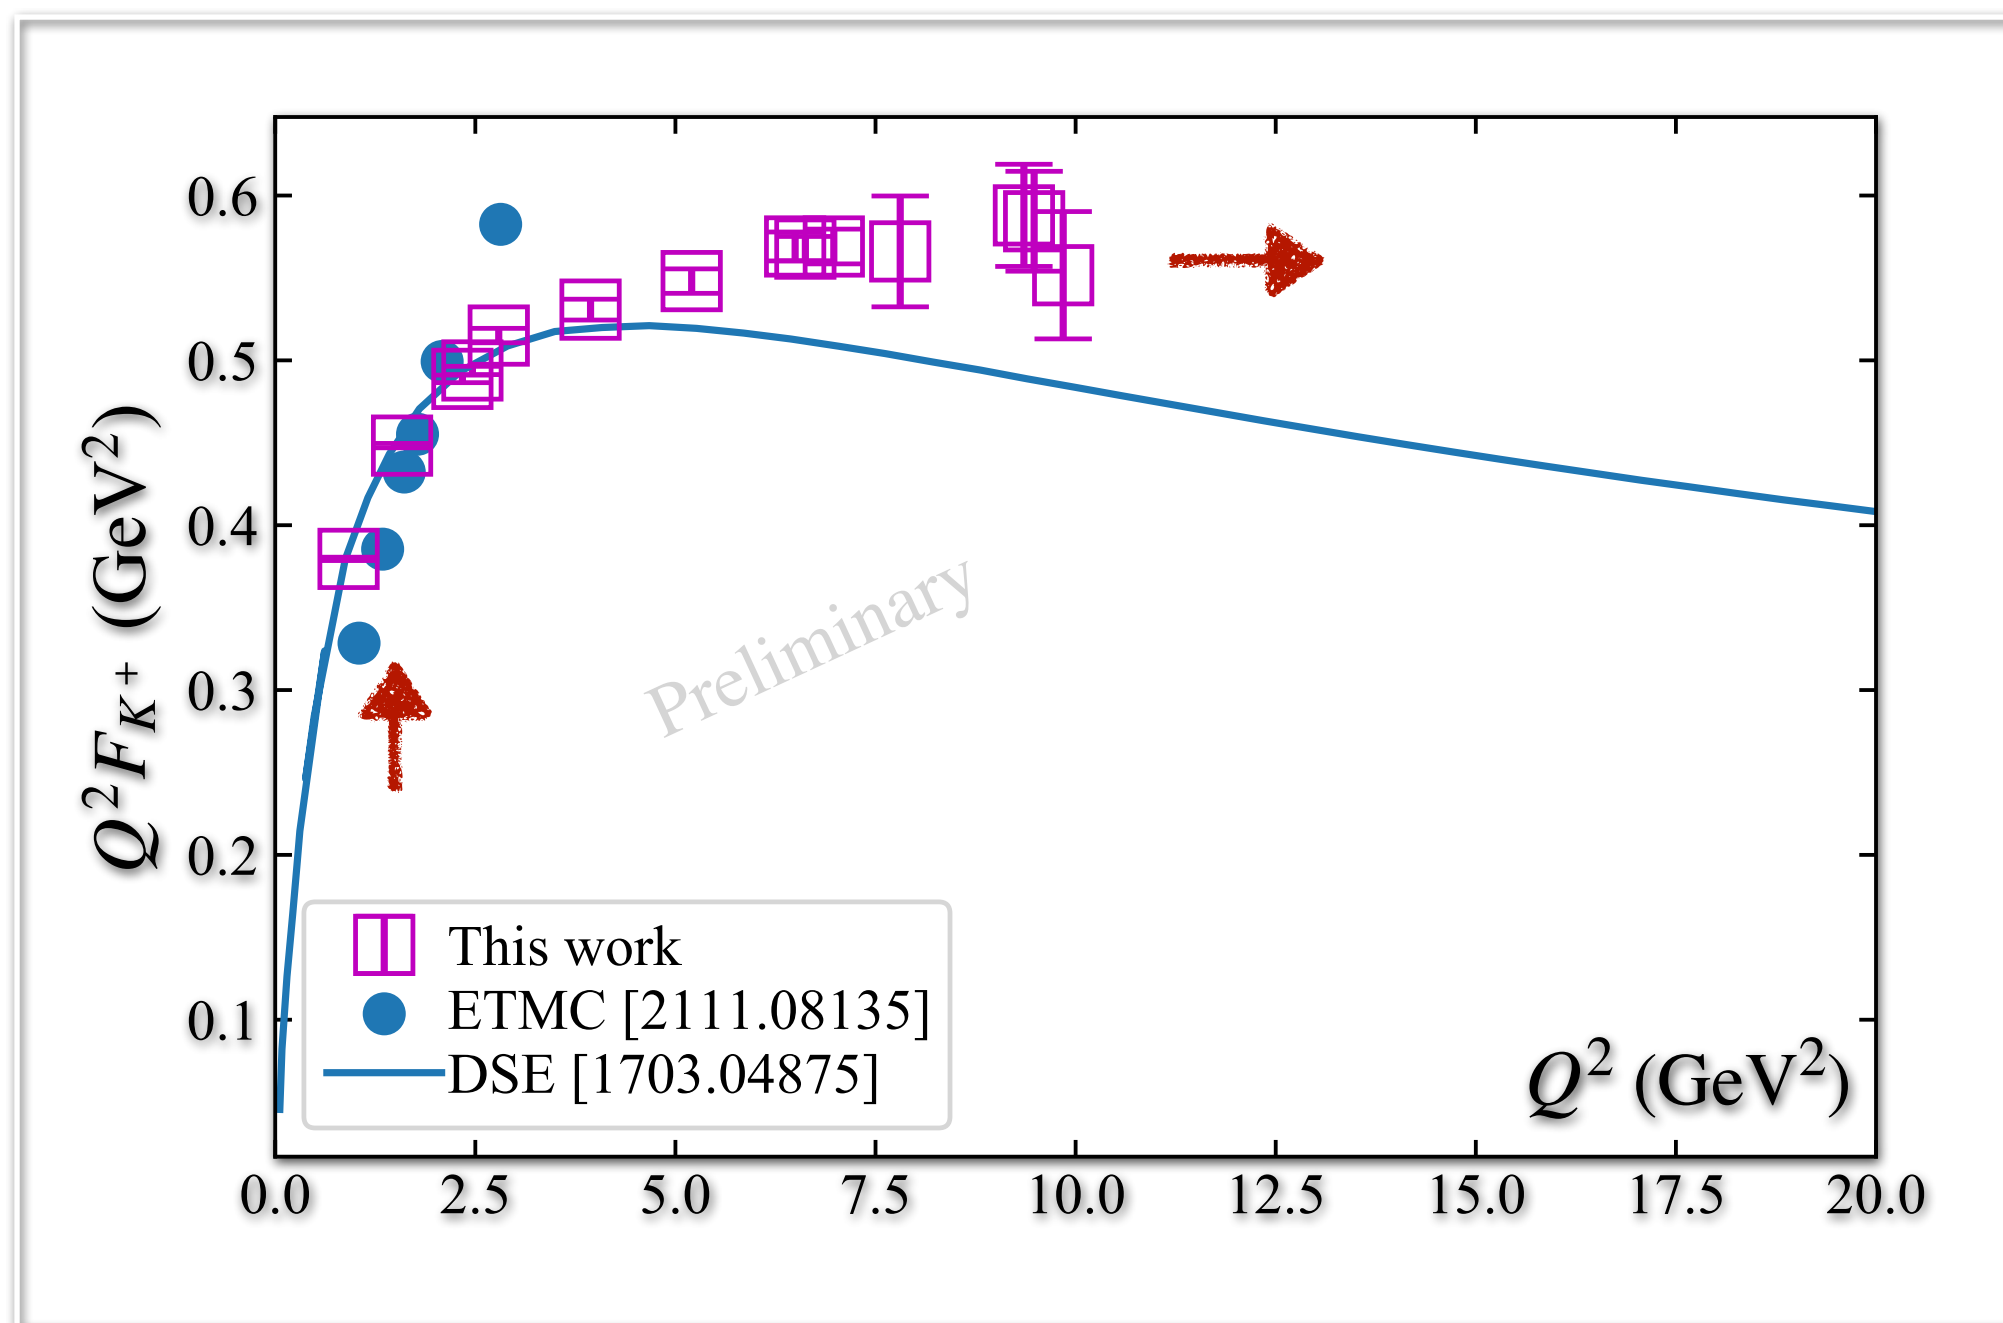 0.6
0.5
0.4
0.3
0.2
0.1
Q²F_K⁺ (GeV²)
Preliminary
This work
ETMC [2111.08135]
DSE [1703.04875]
Q² (GeV²)
0.0 2.5 5.0 7.5 10.0 12.5 15.0 17.5 20.0